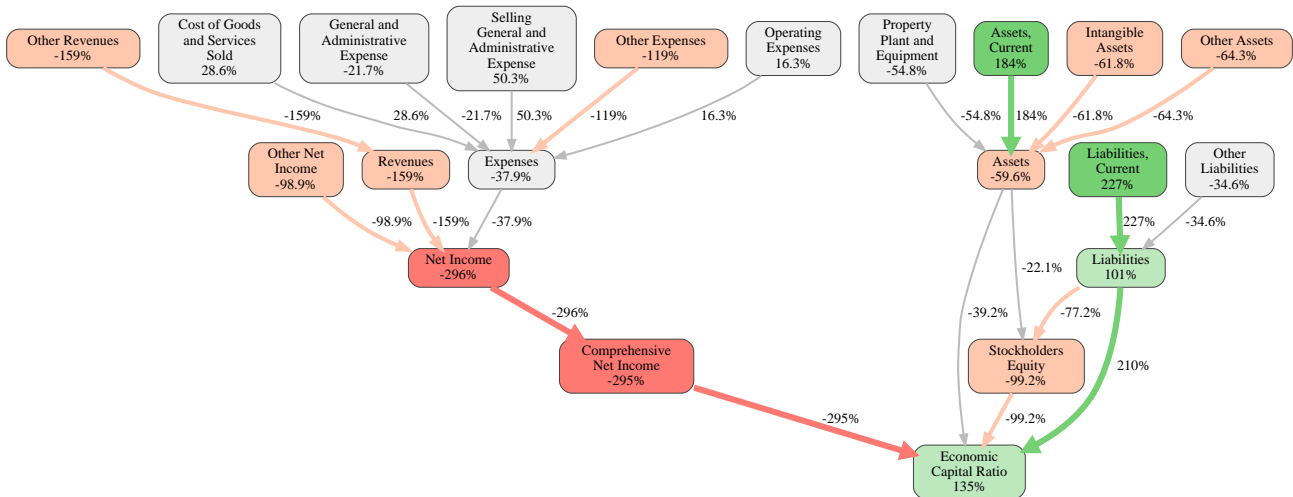 Other Revenues
-159%
Cost of Goods
and Services
Sold
28.6%
General and
Administrative
Expense
-21.7%
Selling
General and
Administrative
Expense
50.3%
Other Expenses
-119%
Operating
Expenses
16.3%
Property
Plant and
Equipment
-54.8%
Assets,
Current
184%
Intangible
Assets
-61.8%
Other Assets
-64.3%
-159%
28.6%
-21.7%
50.3%
-119%
16.3%
-54.8%
184%
-61.8%
-64.3%
Other Net
Income
-98.9%
Revenues
-159%
Expenses
-37.9%
Assets
-59.6%
Liabilities,
Current
227%
Other
Liabilities
-34.6%
-98.9%
-159%
-37.9%
227%
-34.6%
Net Income
-296%
-22.1%
Liabilities
101%
-296%
-39.2%
-77.2%
Comprehensive
Net Income
-295%
Stockholders
Equity
-99.2%
210%
-295%
-99.2%
Economic
Capital Ratio
135%